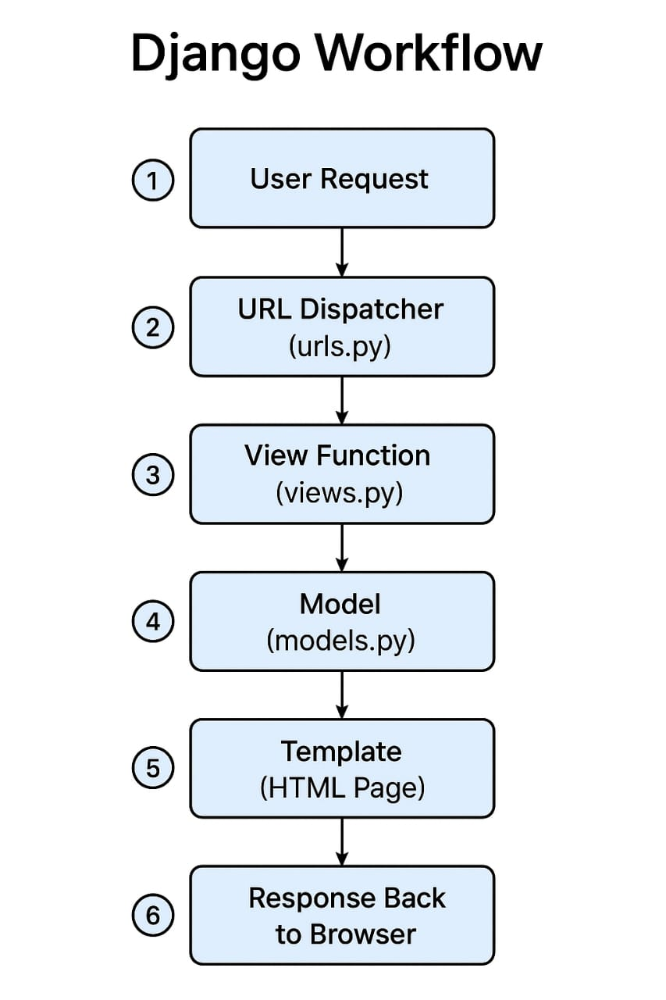 Django Workflow
1
User Request
2
URL Dispatcher
(urls.py)
3
View Function
(views.py)
4
Model
(models.py)
5
Template
(HTML Page)
6
Response Back
to Browser